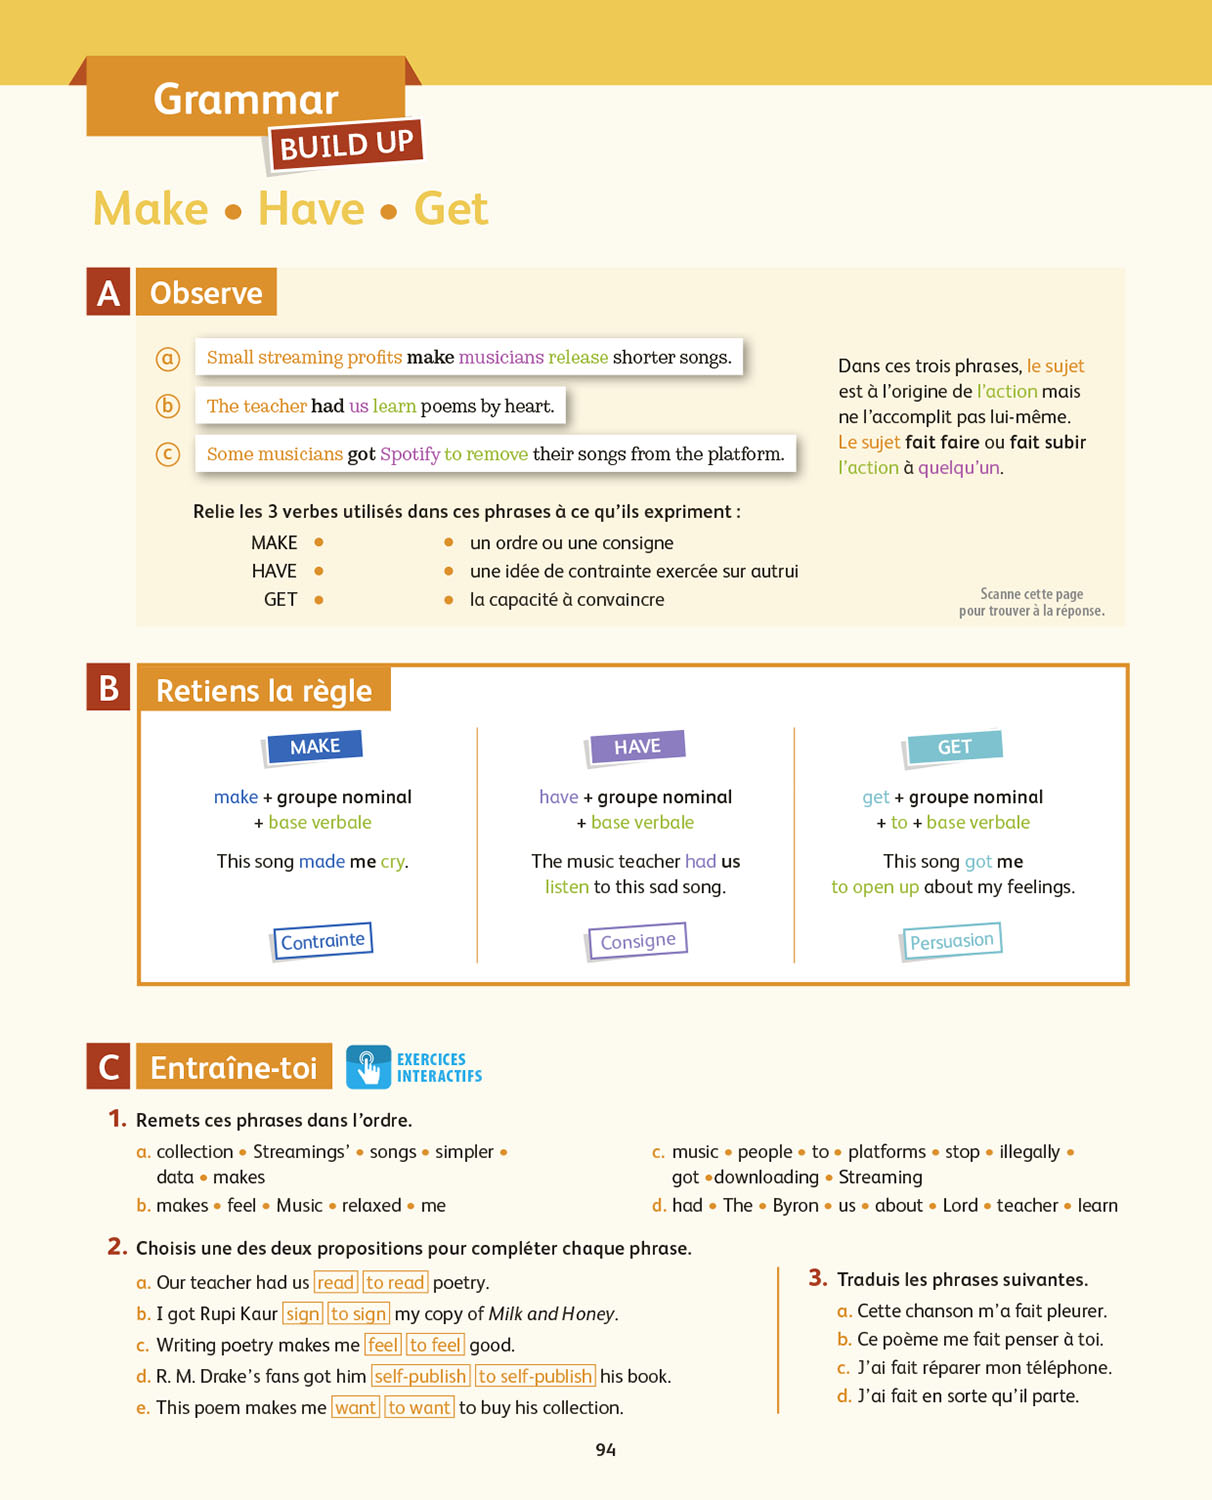 Grammar
BUILD UP
Make • Have • Get
A Observe
a Small streaming profits make musicians release shorter songs.
b The teacher had us learn poems by heart.
c Some musicians got Spotify to remove their songs from the platform.
Dans ces trois phrases, le sujet
est à l'origine de l'action mais
ne l'accomplit pas lui-même.
Le sujet fait faire ou fait subir
l'action à quelqu'un.
Relie les 3 verbes utilisés dans ces phrases à ce qu'ils expriment :
MAKE • • un ordre ou une consigne
HAVE • • une idée de contrainte exercée sur autrui
GET • • la capacité à convaincre
Scanne cette page
pour trouver à la réponse.
B Retiens la règle
MAKE
make + groupe nominal
+ base verbale
This song made me cry.
Contrainte
HAVE
have + groupe nominal
+ base verbale
The music teacher had us
listen to this sad song.
Consigne
GET
get + groupe nominal
+ to + base verbale
This song got me
to open up about my feelings.
Persuasion
C Entraîne-toi
EXERCICES
INTERACTIFS
1. Remets ces phrases dans l'ordre.
a. collection • Streamings' • songs • simpler •
data • makes
b. makes • feel • Music • relaxed • me
c. music • people • to • platforms • stop • illegally •
got •downloading • Streaming
d. had • The • Byron • us • about • Lord • teacher • learn
2. Choisis une des deux propositions pour compléter chaque phrase.
a. Our teacher had us read to read poetry.
b. I got Rupi Kaur sign to sign my copy of Milk and Honey.
c. Writing poetry makes me feel to feel good.
d. R. M. Drake's fans got him self-publish to self-publish his book.
e. This poem makes me want to want to buy his collection.
3. Traduis les phrases suivantes.
a. Cette chanson m'a fait pleurer.
b. Ce poème me fait penser à toi.
c. J'ai fait réparer mon téléphone.
d. J'ai fait en sorte qu'il parte.
94